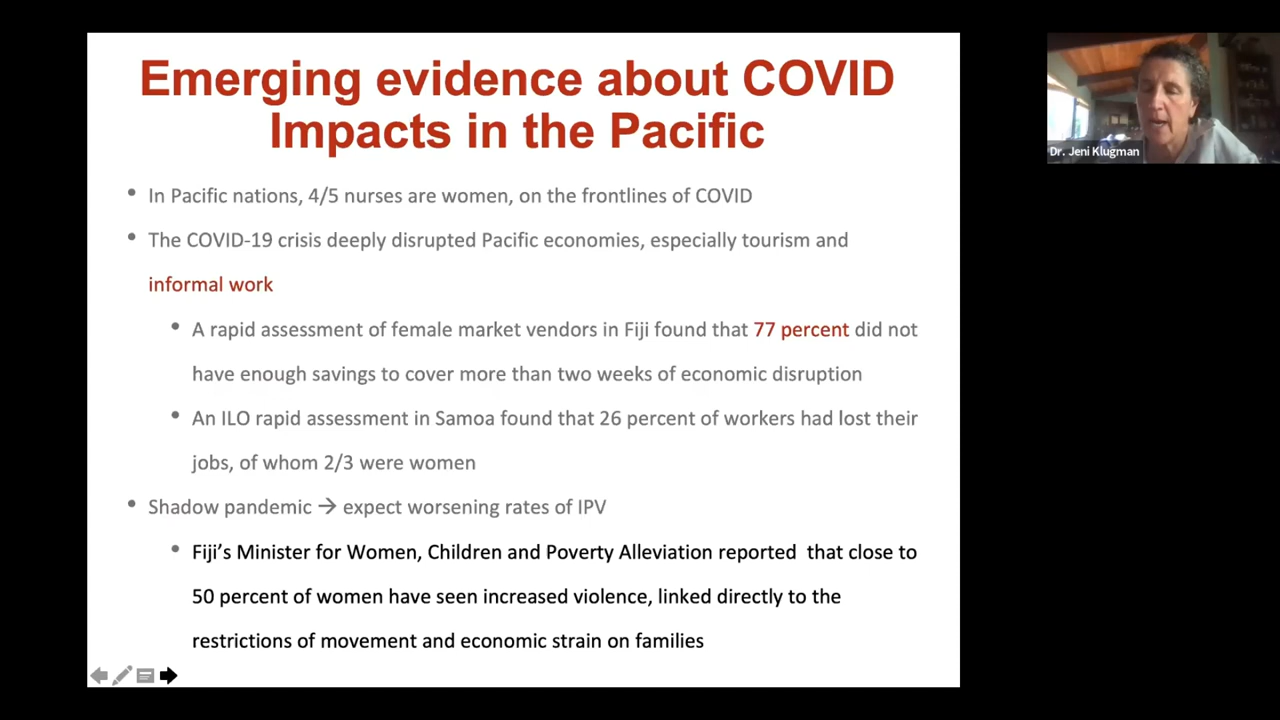 Emerging evidence about COVID
Impacts in the Pacific
• In Pacific nations, 4/5 nurses are women, on the frontlines of COVID
• The COVID-19 crisis deeply disrupted Pacific economies, especially tourism and
informal work
• A rapid assessment of female market vendors in Fiji found that 77 percent did not
have enough savings to cover more than two weeks of economic disruption
• An ILO rapid assessment in Samoa found that 26 percent of workers had lost their
jobs, of whom 2/3 were women
• Shadow pandemic → expect worsening rates of IPV
• Fiji’s Minister for Women, Children and Poverty Alleviation reported that close to
50 percent of women have seen increased violence, linked directly to the
restrictions of movement and economic strain on families
Dr. Jeni Klugman